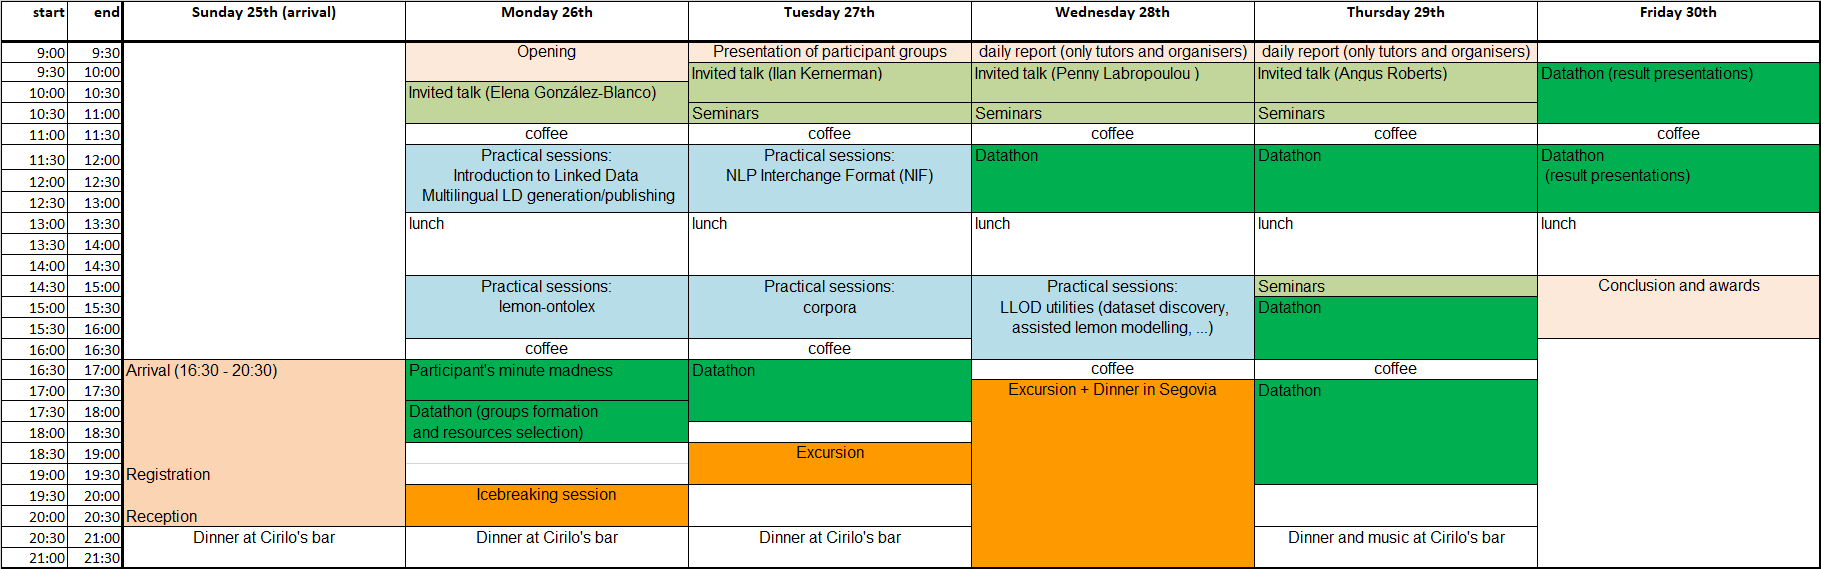 start end Sunday 25th (arrival) Monday 26th Tuesday 27th Wednesday 28th Thursday 29th Friday 30th
9:00 9:30 Opening Presentation of participant groups daily report (only tutors and organisers) daily report (only tutors and organisers)
9:30 10:00 Invited talk (Ilan Kernerman) Invited talk (Penny Labropoulou ) Invited talk (Angus Roberts) Datathon (result presentations)
10:00 10:30 Invited talk (Elena González-Blanco)
10:30 11:00 Seminars Seminars Seminars
11:00 11:30 coffee coffee coffee coffee coffee
11:30 12:00 Practical sessions: Practical sessions: Datathon Datathon Datathon
12:00 12:30 Introduction to Linked Data NLP Interchange Format (NIF) (result presentations)
12:30 13:00 Multilingual LD generation/publishing
13:00 13:30 lunch lunch lunch lunch lunch
13:30 14:00
14:00 14:30
14:30 15:00 Practical sessions: Practical sessions: Practical sessions: Seminars Conclusion and awards
15:00 15:30 lemon-ontolex corpora LLOD utilities (dataset discovery, Datathon
15:30 16:00 assisted lemon modelling, ...)
16:00 16:30 coffee coffee
16:30 17:00 Arrival (16:30 - 20:30) Participant's minute madness Datathon coffee coffee
17:00 17:30 Excursion + Dinner in Segovia Datathon
17:30 18:00 Datathon (groups formation
18:00 18:30 and resources selection)
18:30 19:00 Excursion
19:00 19:30 Registration
19:30 20:00 Icebreaking session
20:00 20:30 Reception
20:30 21:00 Dinner at Cirilo's bar Dinner at Cirilo's bar Dinner at Cirilo's bar Dinner and music at Cirilo's bar
21:00 21:30